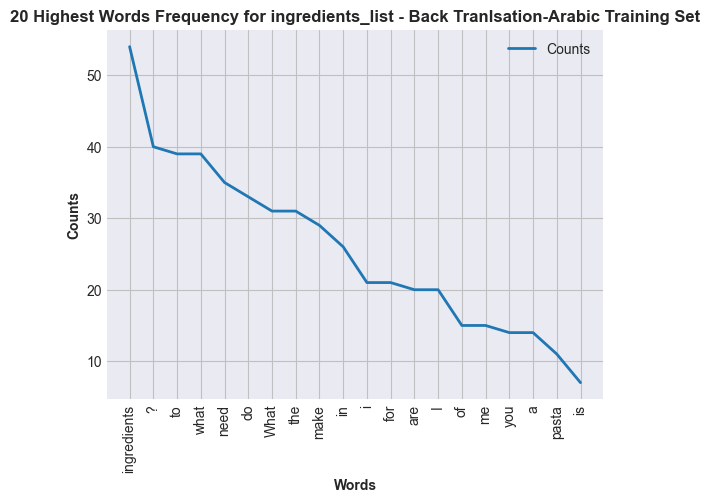 20 Highest Words Frequency for ingredients_list - Back Tranlsation-Arabic Training Set
Counts
50
40
30
20
10
Counts
ingredients
?
to
what
need
do
What
the
make
in
i
for
are
I
of
me
you
a
pasta
is
Words